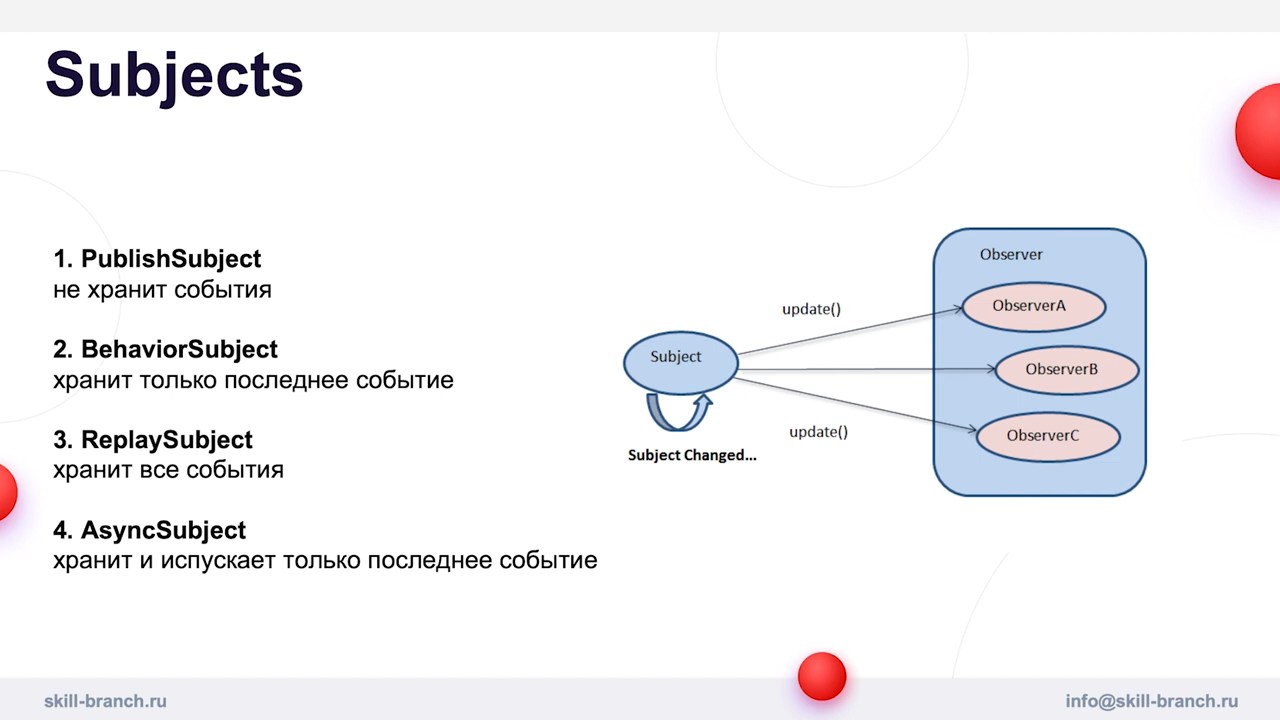 Subjects
1. PublishSubject
не хранит события
2. BehaviorSubject
хранит только последнее событие
3. ReplaySubject
хранит все события
4. AsyncSubject
хранит и испускает только последнее событие
Observer
ObserverA
update()
Subject
ObserverB
update()
ObserverC
Subject Changed...
skill-branch.ru
info@skill-branch.ru